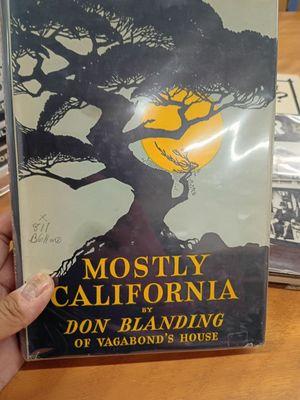 811
MOSTLY
CALIFORNIA
BY
DON BLANDING
OF VAGABOND'S HOUSE